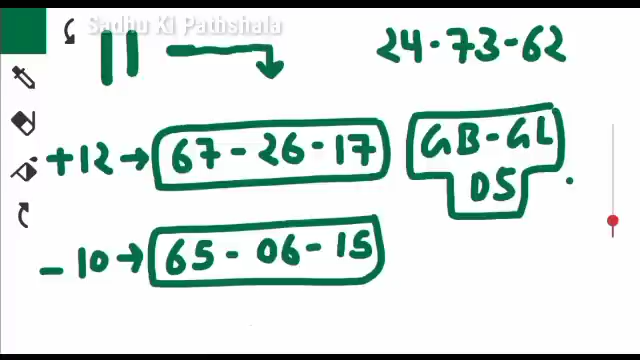 Sadhu Ki Pathshala
11 → 24-73-62
+12 → 67-26-17 GB-GL
DS
-10 → 65-06-15